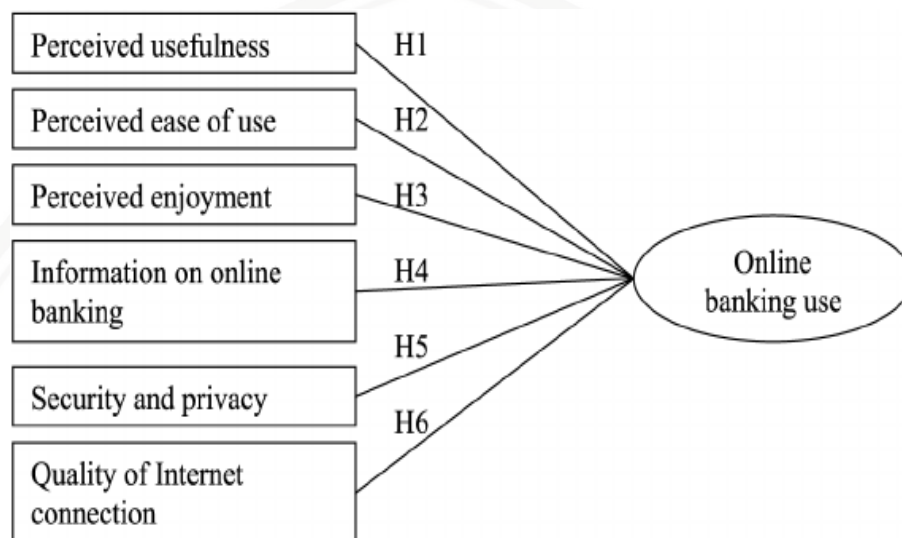 Perceived usefulness
H1
Perceived ease of use
H2
Perceived enjoyment
H3
Information on online
banking
H4
Security and privacy
H5
Quality of Internet
connection
H6
Online
banking use